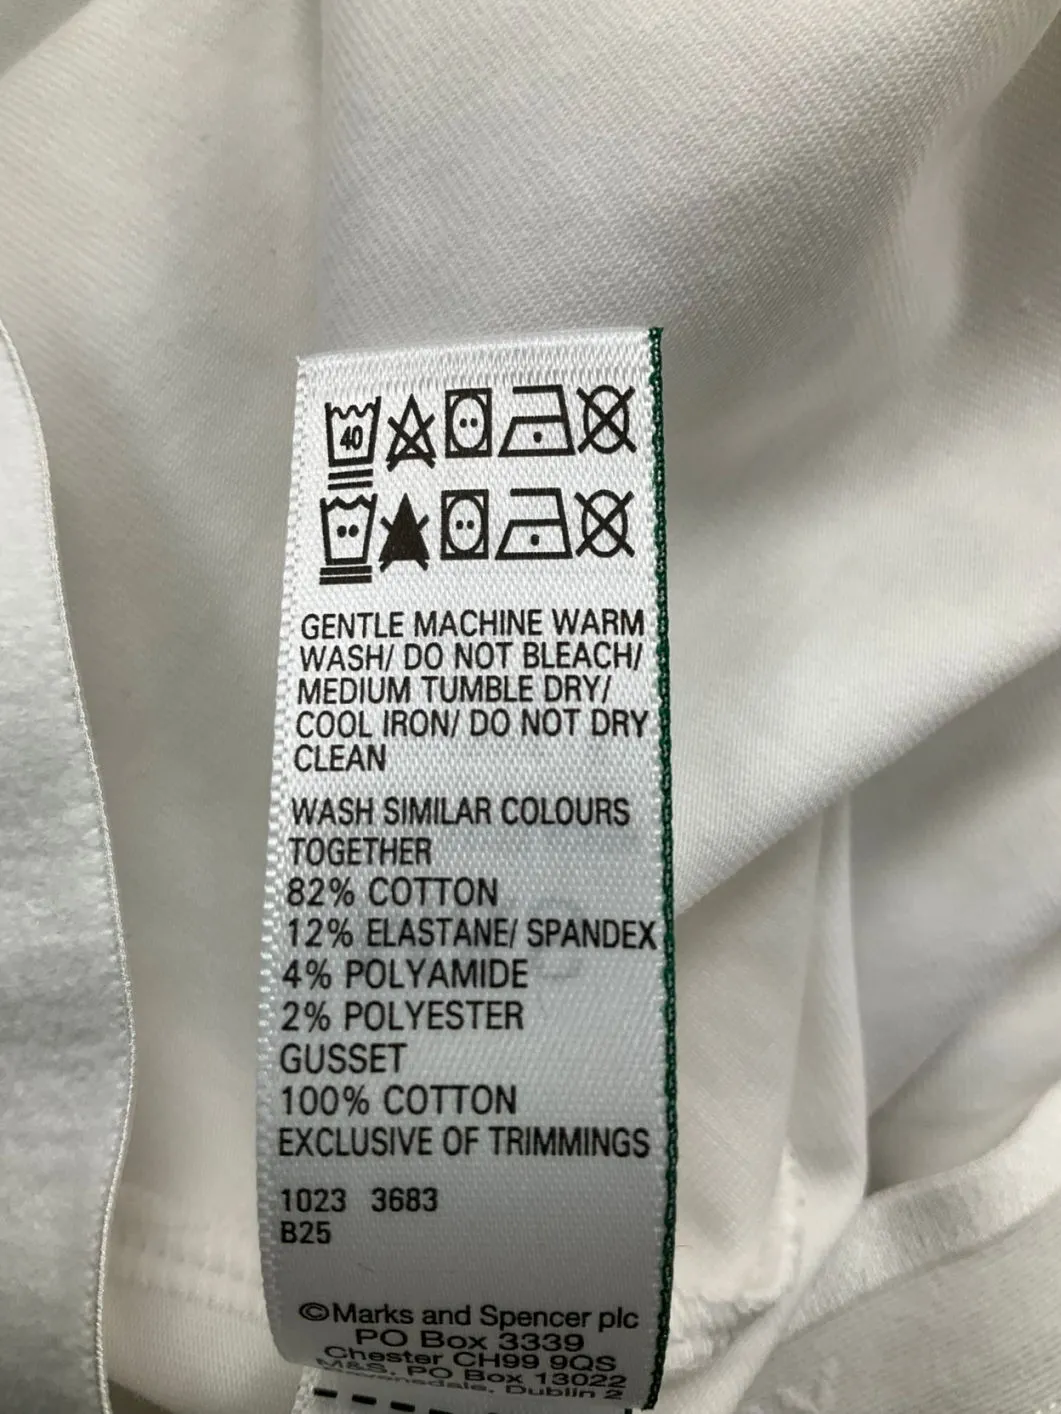 40
GENTLE MACHINE WARM
WASH/ DO NOT BLEACH/
MEDIUM TUMBLE DRY/
COOL IRON/ DO NOT DRY
CLEAN
WASH SIMILAR COLOURS
TOGETHER
82% COTTON
12% ELASTANE/ SPANDEX
4% POLYAMIDE
2% POLYESTER
GUSSET
100% COTTON
EXCLUSIVE OF TRIMMINGS
1023 3683
B25
©Marks and Spencer plc
PO Box 3339
Chester CH99 9QS
M&S, PO Box 13022
Dublin 2